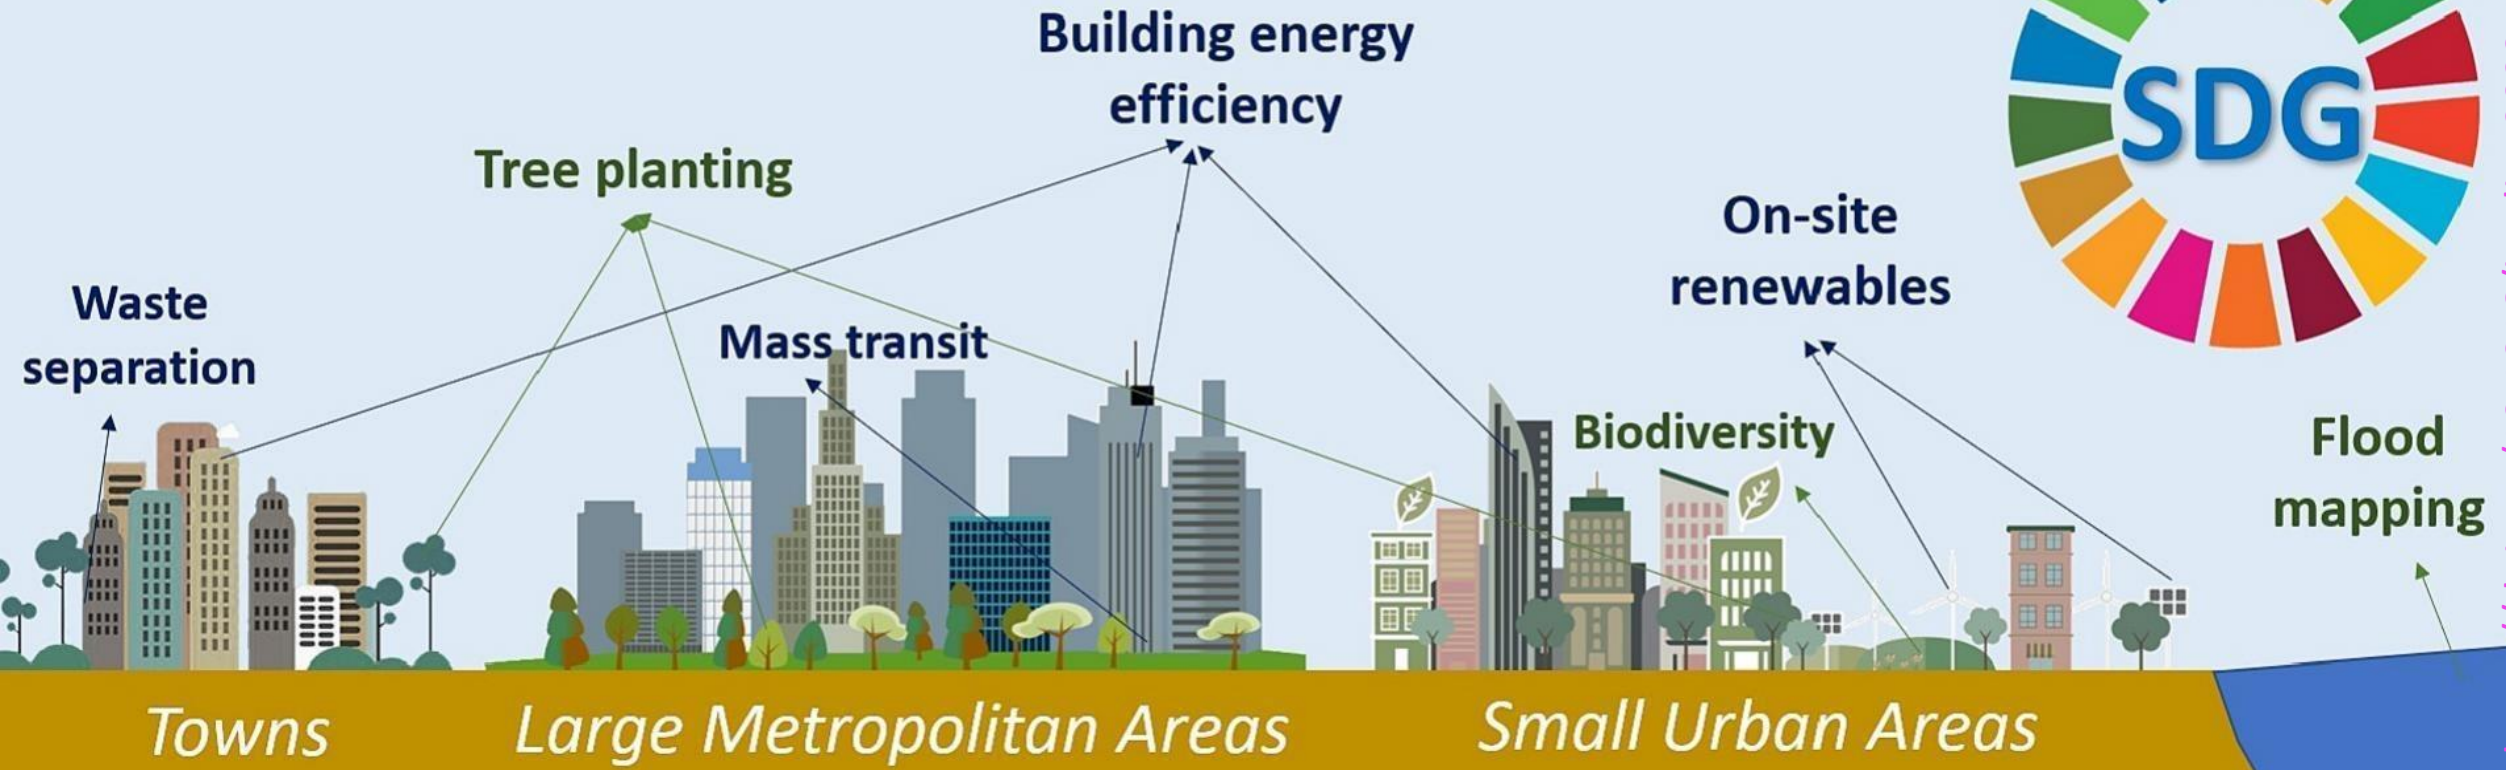 Building energy
efficiency
SDG
Tree planting
On-site
renewables
Waste
separation
Mass transit
Biodiversity
Flood
mapping
Towns
Large Metropolitan Areas
Small Urban Areas